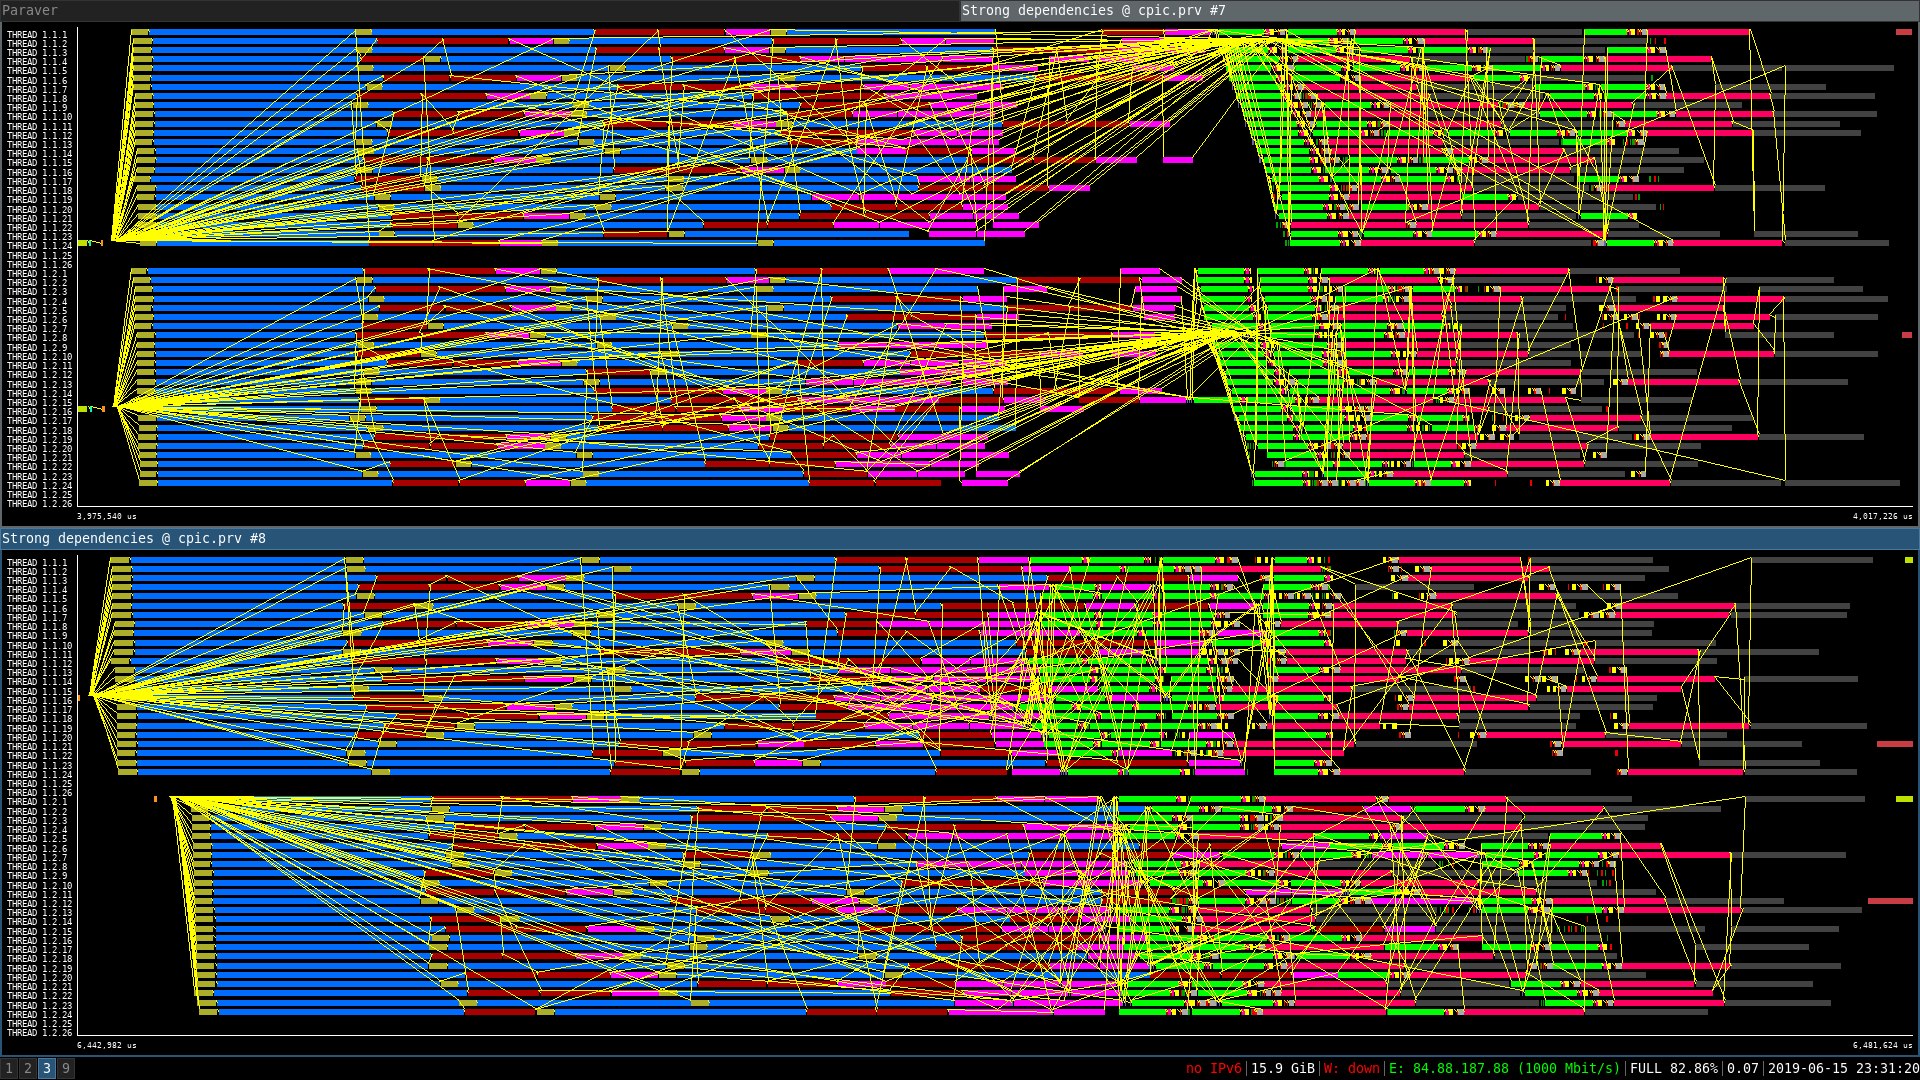 Paraver
Strong dependencies @ cpic.prv #7
THREAD 1.1.1
THREAD 1.1.2
THREAD 1.1.3
THREAD 1.1.4
THREAD 1.1.5
THREAD 1.1.6
THREAD 1.1.7
THREAD 1.1.8
THREAD 1.1.9
THREAD 1.1.10
THREAD 1.1.11
THREAD 1.1.12
THREAD 1.1.13
THREAD 1.1.14
THREAD 1.1.15
THREAD 1.1.16
THREAD 1.1.17
THREAD 1.1.18
THREAD 1.1.19
THREAD 1.1.20
THREAD 1.1.21
THREAD 1.1.22
THREAD 1.1.23
THREAD 1.1.24
THREAD 1.1.25
THREAD 1.1.26
THREAD 1.2.1
THREAD 1.2.2
THREAD 1.2.3
THREAD 1.2.4
THREAD 1.2.5
THREAD 1.2.6
THREAD 1.2.7
THREAD 1.2.8
THREAD 1.2.9
THREAD 1.2.10
THREAD 1.2.11
THREAD 1.2.12
THREAD 1.2.13
THREAD 1.2.14
THREAD 1.2.15
THREAD 1.2.16
THREAD 1.2.17
THREAD 1.2.18
THREAD 1.2.19
THREAD 1.2.20
THREAD 1.2.21
THREAD 1.2.22
THREAD 1.2.23
THREAD 1.2.24
THREAD 1.2.25
THREAD 1.2.26
3,975,540 us
4,017,226 us
Strong dependencies @ cpic.prv #8
THREAD 1.1.1
THREAD 1.1.2
THREAD 1.1.3
THREAD 1.1.4
THREAD 1.1.5
THREAD 1.1.6
THREAD 1.1.7
THREAD 1.1.8
THREAD 1.1.9
THREAD 1.1.10
THREAD 1.1.11
THREAD 1.1.12
THREAD 1.1.13
THREAD 1.1.14
THREAD 1.1.15
THREAD 1.1.16
THREAD 1.1.17
THREAD 1.1.18
THREAD 1.1.19
THREAD 1.1.20
THREAD 1.1.21
THREAD 1.1.22
THREAD 1.1.23
THREAD 1.1.24
THREAD 1.1.25
THREAD 1.1.26
THREAD 1.2.1
THREAD 1.2.2
THREAD 1.2.3
THREAD 1.2.4
THREAD 1.2.5
THREAD 1.2.6
THREAD 1.2.7
THREAD 1.2.8
THREAD 1.2.9
THREAD 1.2.10
THREAD 1.2.11
THREAD 1.2.12
THREAD 1.2.13
THREAD 1.2.14
THREAD 1.2.15
THREAD 1.2.16
THREAD 1.2.17
THREAD 1.2.18
THREAD 1.2.19
THREAD 1.2.20
THREAD 1.2.21
THREAD 1.2.22
THREAD 1.2.23
THREAD 1.2.24
THREAD 1.2.25
THREAD 1.2.26
6,442,982 us
6,481,624 us
1 2 3 9
no IPv6|15.9 GiB|W: down|E: 84.88.187.88 (1000 Mbit/s)|FULL 82.86%|0.07|2019-06-15 23:31:20